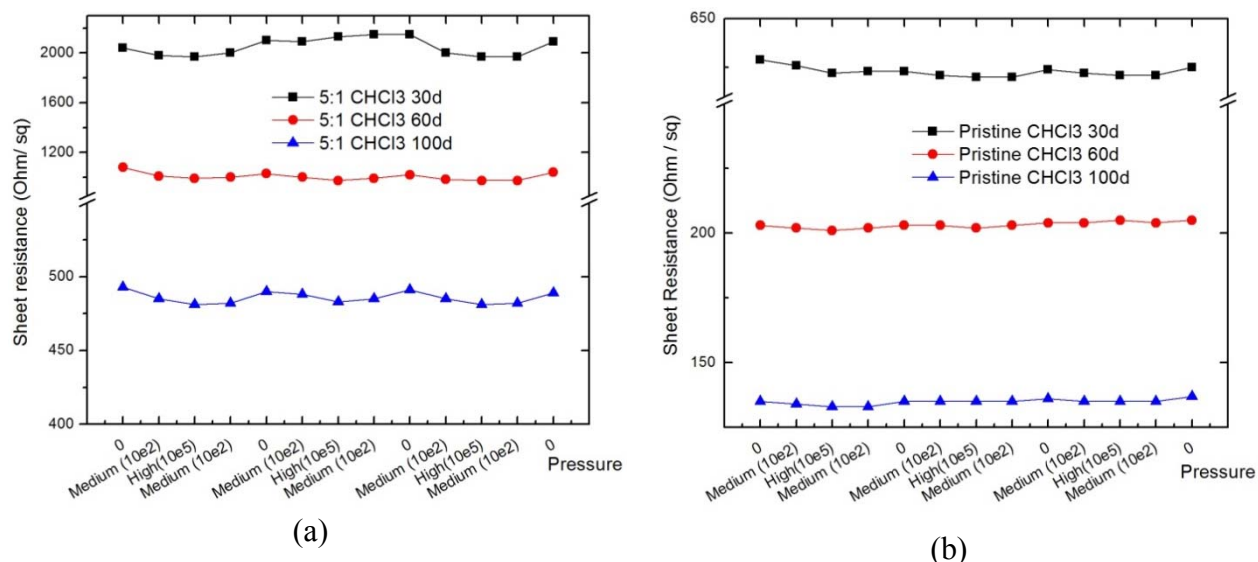 2000
1600
1200
500
450
400
Sheet resistance (Ohm/ sq)
5:1 CHCl3 30d
5:1 CHCl3 60d
5:1 CHCl3 100d
0
Medium (10e2)
High(10e5)
Medium (10e2)
0
Medium (10e2)
High(10e5)
Medium (10e2)
0
Medium (10e2)
High(10e5)
Medium (10e2)
0
Pressure
(a)
650
200
150
Sheet Resistance (Ohm / sq)
Pristine CHCl3 30d
Pristine CHCl3 60d
Pristine CHCl3 100d
0
Medium (10e2)
High(10e5)
Medium (10e2)
0
Medium (10e2)
High(10e5)
Medium (10e2)
0
Medium (10e2)
High(10e5)
Medium (10e2)
0
Pressure
(b)